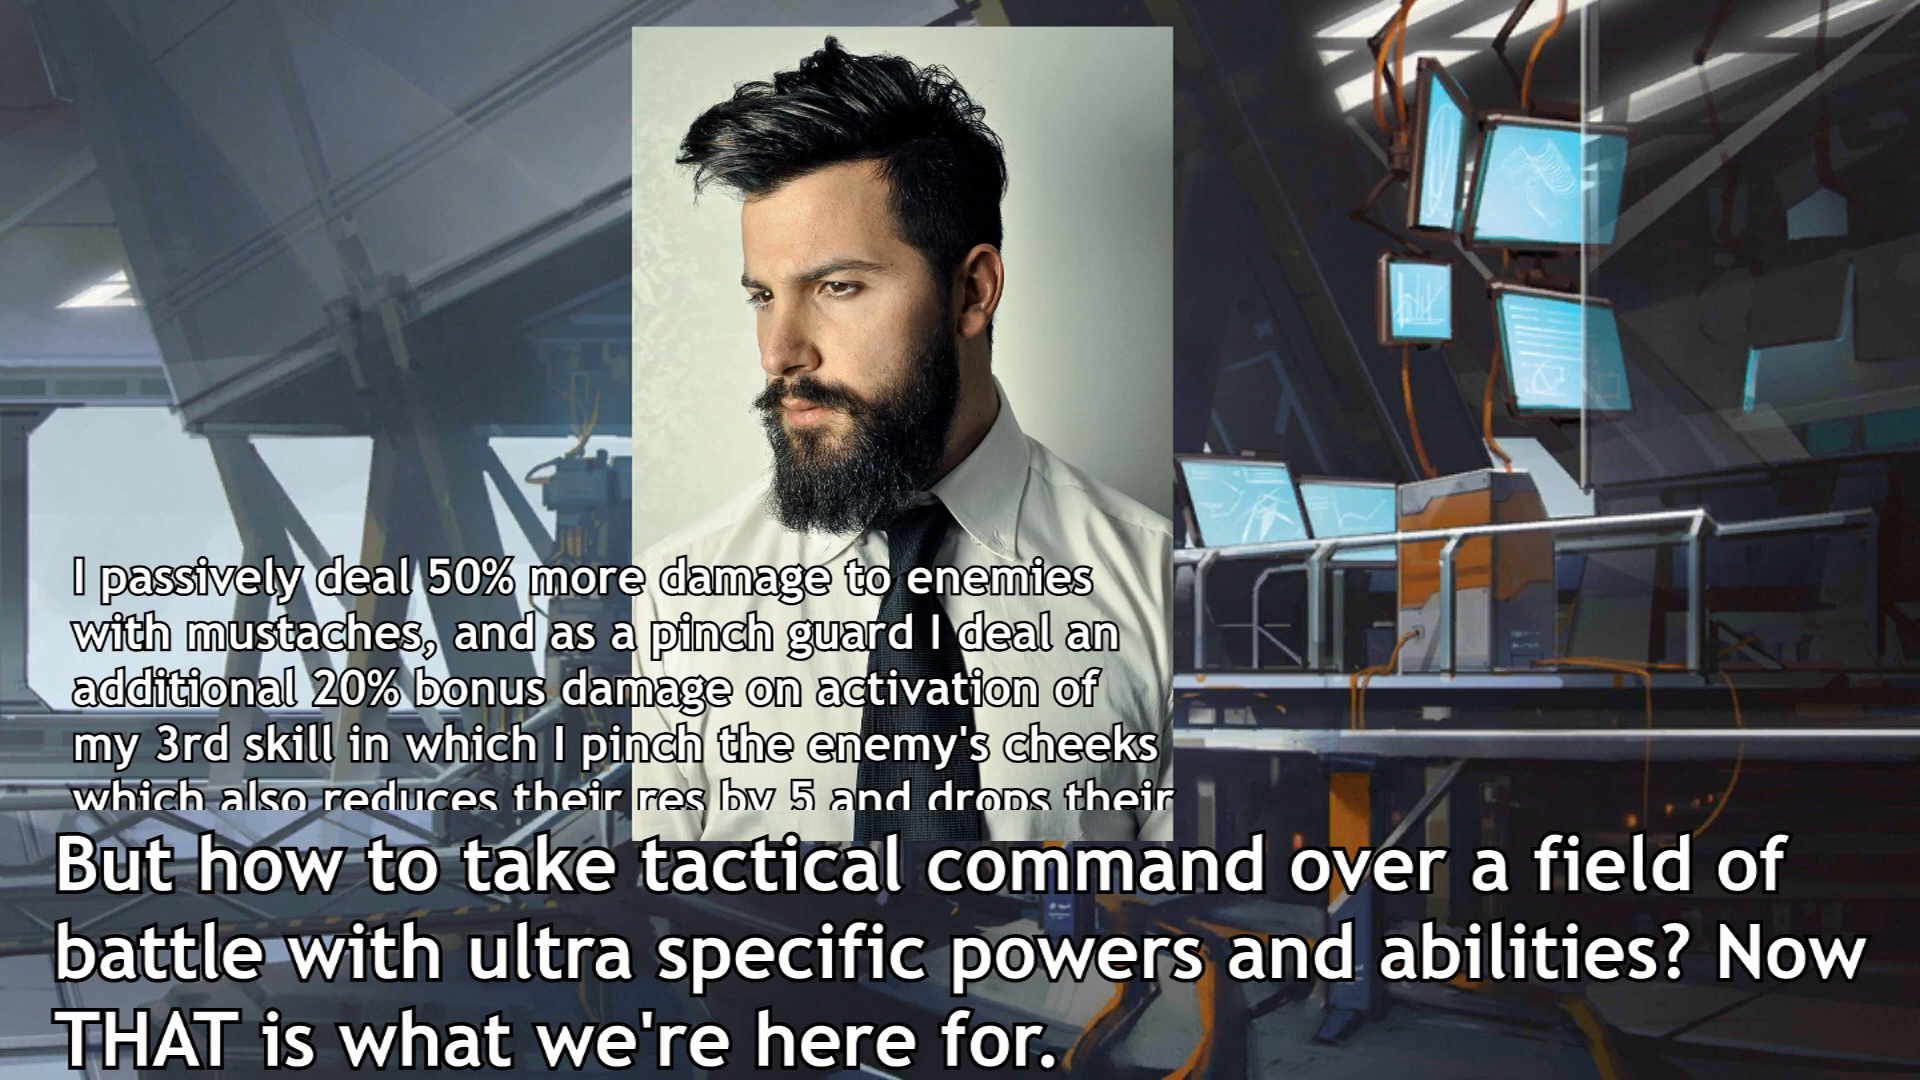 I passively deal 50% more damage to enemies
with mustaches, and as a pinch guard I deal an
additional 20% bonus damage on activation of
my 3rd skill in which I pinch the enemy's cheeks
which also reduces their res by 5 and drops their
But how to take tactical command over a field of
battle with ultra specific powers and abilities? Now
THAT is what we're here for.